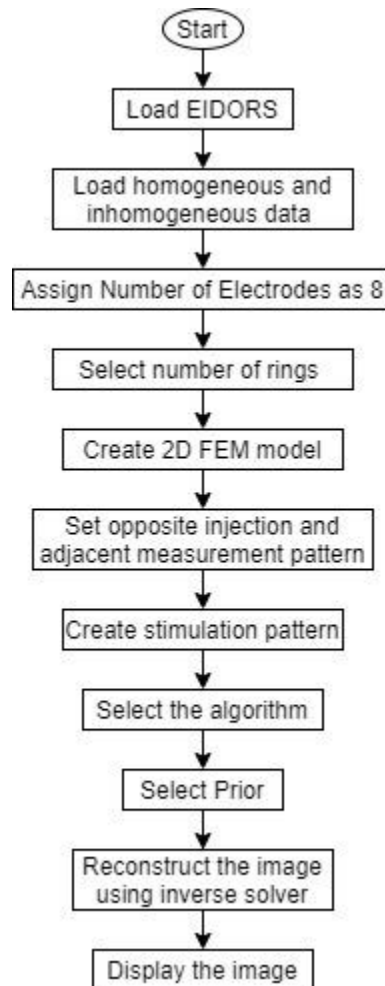 Start
Load EIDORS
Load homogeneous and
inhomogeneous data
Assign Number of Electrodes as 8
Select number of rings
Create 2D FEM model
Set opposite injection and
adjacent measurement pattern
Create stimulation pattern
Select the algorithm
Select Prior
Reconstruct the image
using inverse solver
Display the image